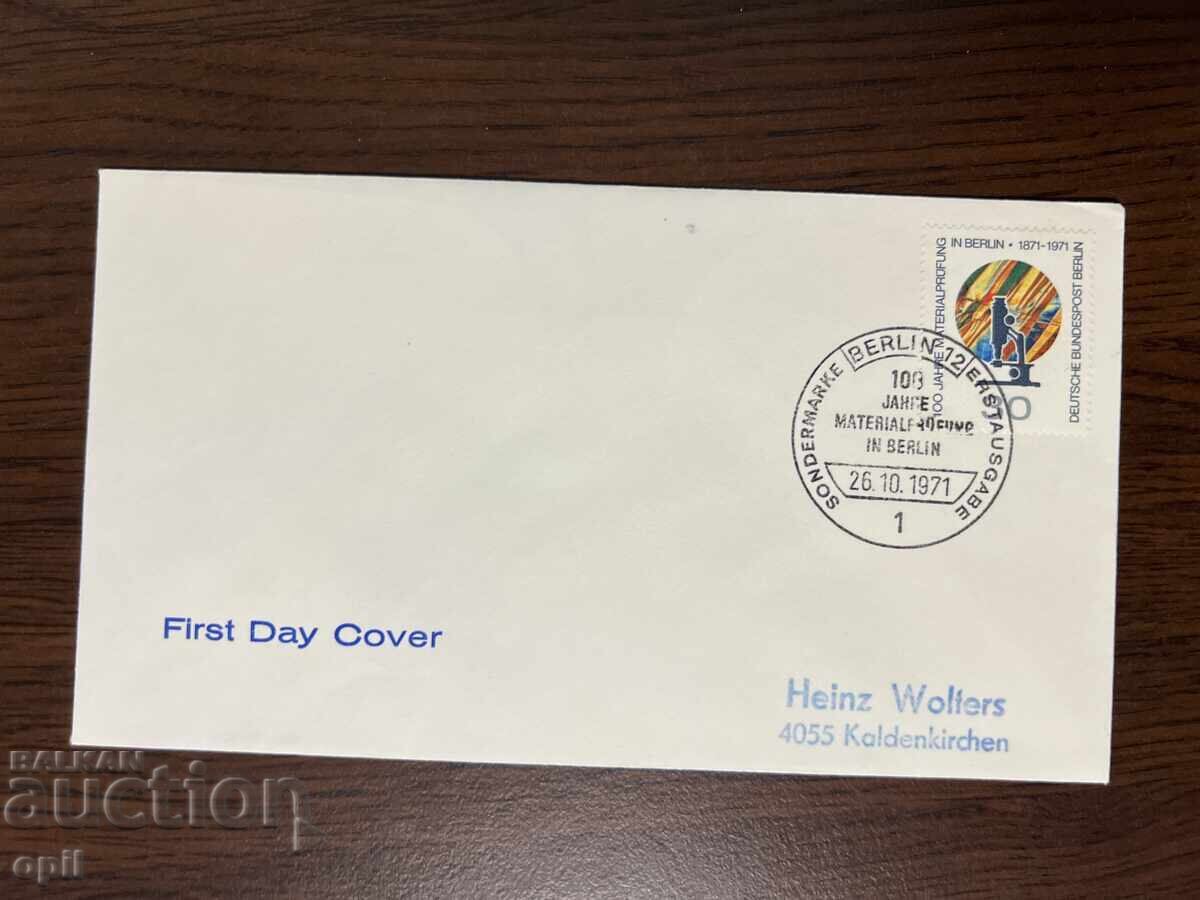 100 JAHRE MATERIALPRÜFUNG
IN BERLIN • 1871-1971
DEUTSCHE BUNDESPOST BERLIN
SONDERMARKE BERLIN 12 ERSTAUSGABE
100
JAHRE
MATERIALPRÜFUNG
IN BERLIN
26.10.1971
1
First Day Cover
Heinz Wolters
4055 Kaldenkirchen
BALKAN
auction
opil